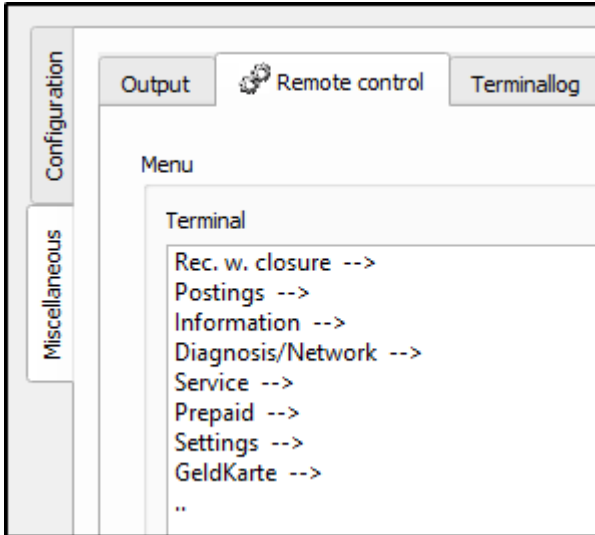 Configuration
Miscellaneous
Output Remote control Terminallog
Menu
Terminal
Rec. w. closure -->
Postings -->
Information -->
Diagnosis/Network -->
Service -->
Prepaid -->
Settings -->
GeldKarte -->
..